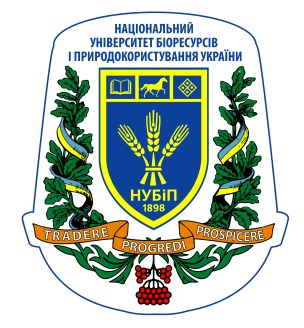 НАЦІОНАЛЬНИЙ
УНІВЕРСИТЕТ БІОРЕСУРСІВ
І ПРИРОДОКОРИСТУВАННЯ УКРАЇНИ
НУБіП
1898
TRADERE PROGREDI PROSPICERE